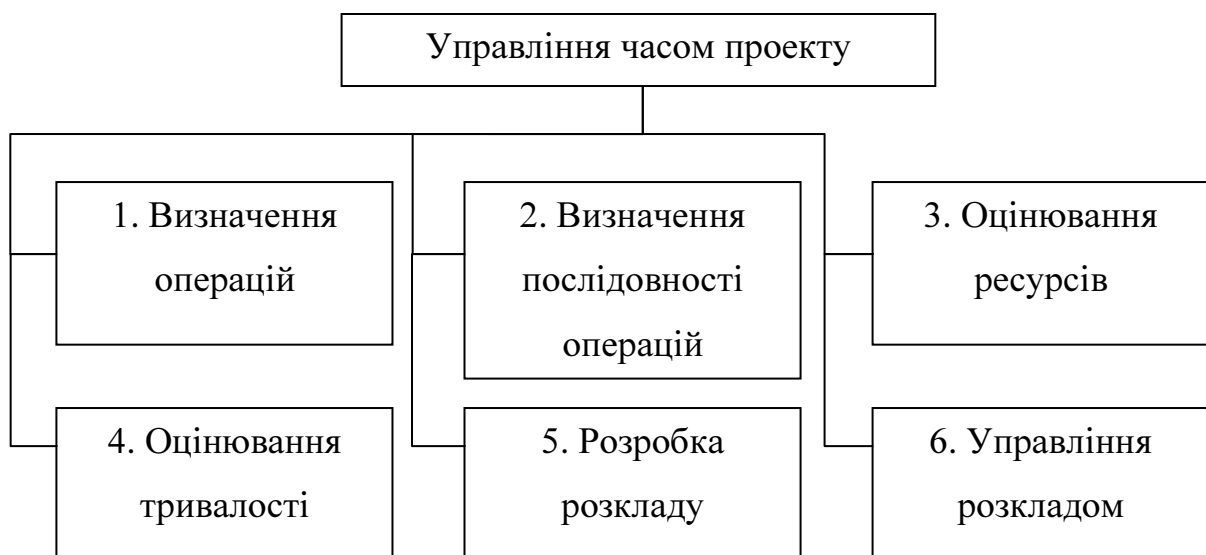 Управління часом проекту
1. Визначення
операцій
2. Визначення
послідовності
операцій
3. Оцінювання
ресурсів
4. Оцінювання
тривалості
5. Розробка
розкладу
6. Управління
розкладом